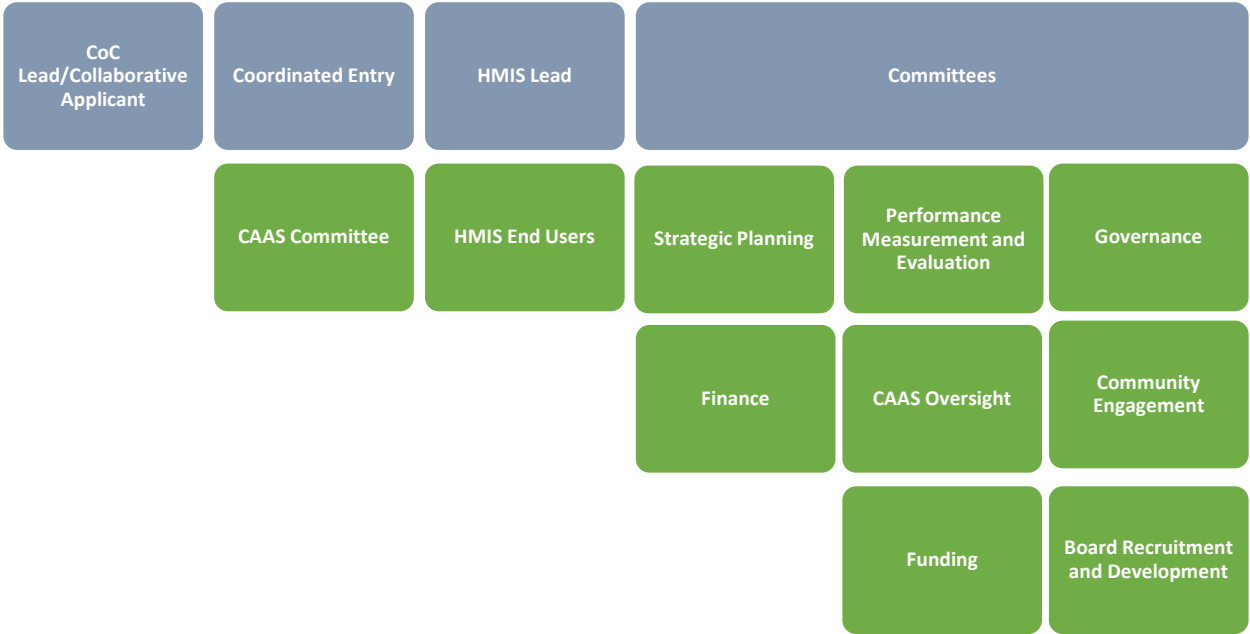 CoC
Lead/Collaborative
Applicant
Coordinated Entry
HMIS Lead
Committees
CAAS Committee
HMIS End Users
Strategic Planning
Performance
Measurement and
Evaluation
Governance
Finance
CAAS Oversight
Community
Engagement
Funding
Board Recruitment
and Development